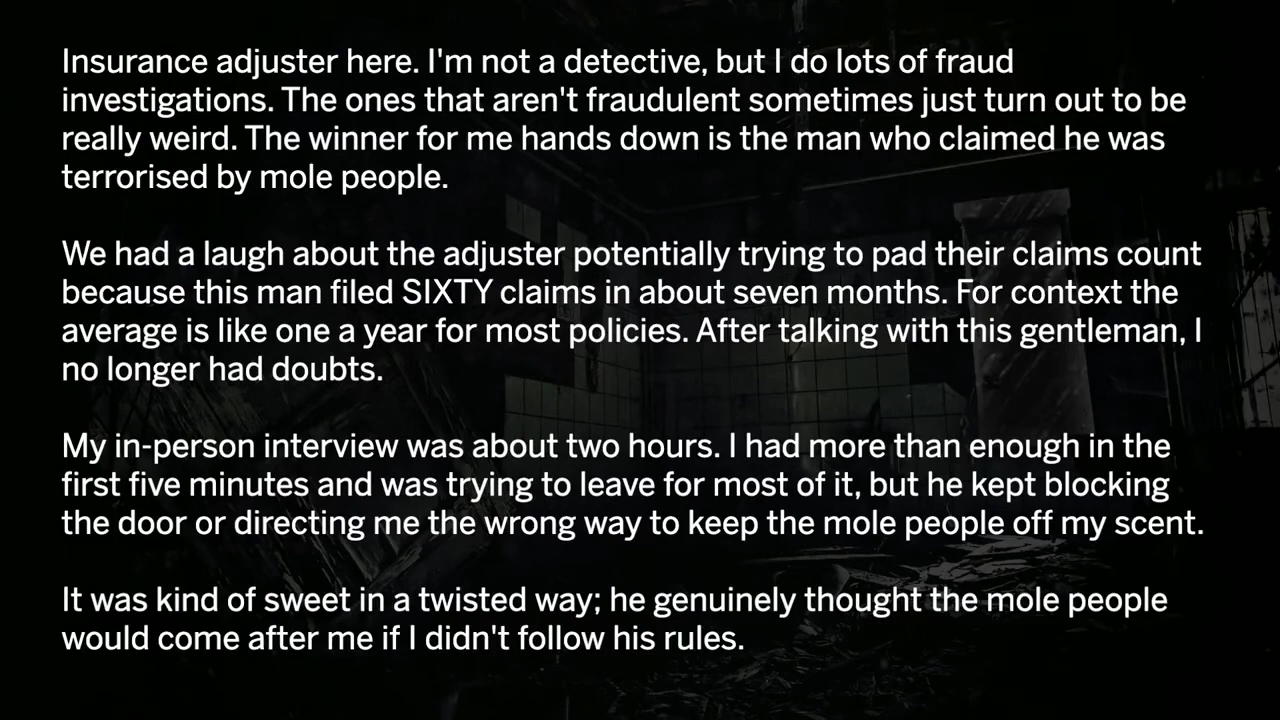 Insurance adjuster here. I'm not a detective, but I do lots of fraud
investigations. The ones that aren't fraudulent sometimes just turn out to be
really weird. The winner for me hands down is the man who claimed he was
terrorised by mole people.
We had a laugh about the adjuster potentially trying to pad their claims count
because this man filed SIXTY claims in about seven months. For context the
average is like one a year for most policies. After talking with this gentleman, I
no longer had doubts.
My in-person interview was about two hours. I had more than enough in the
first five minutes and was trying to leave for most of it, but he kept blocking
the door or directing me the wrong way to keep the mole people off my scent.
It was kind of sweet in a twisted way; he genuinely thought the mole people
would come after me if I didn't follow his rules.